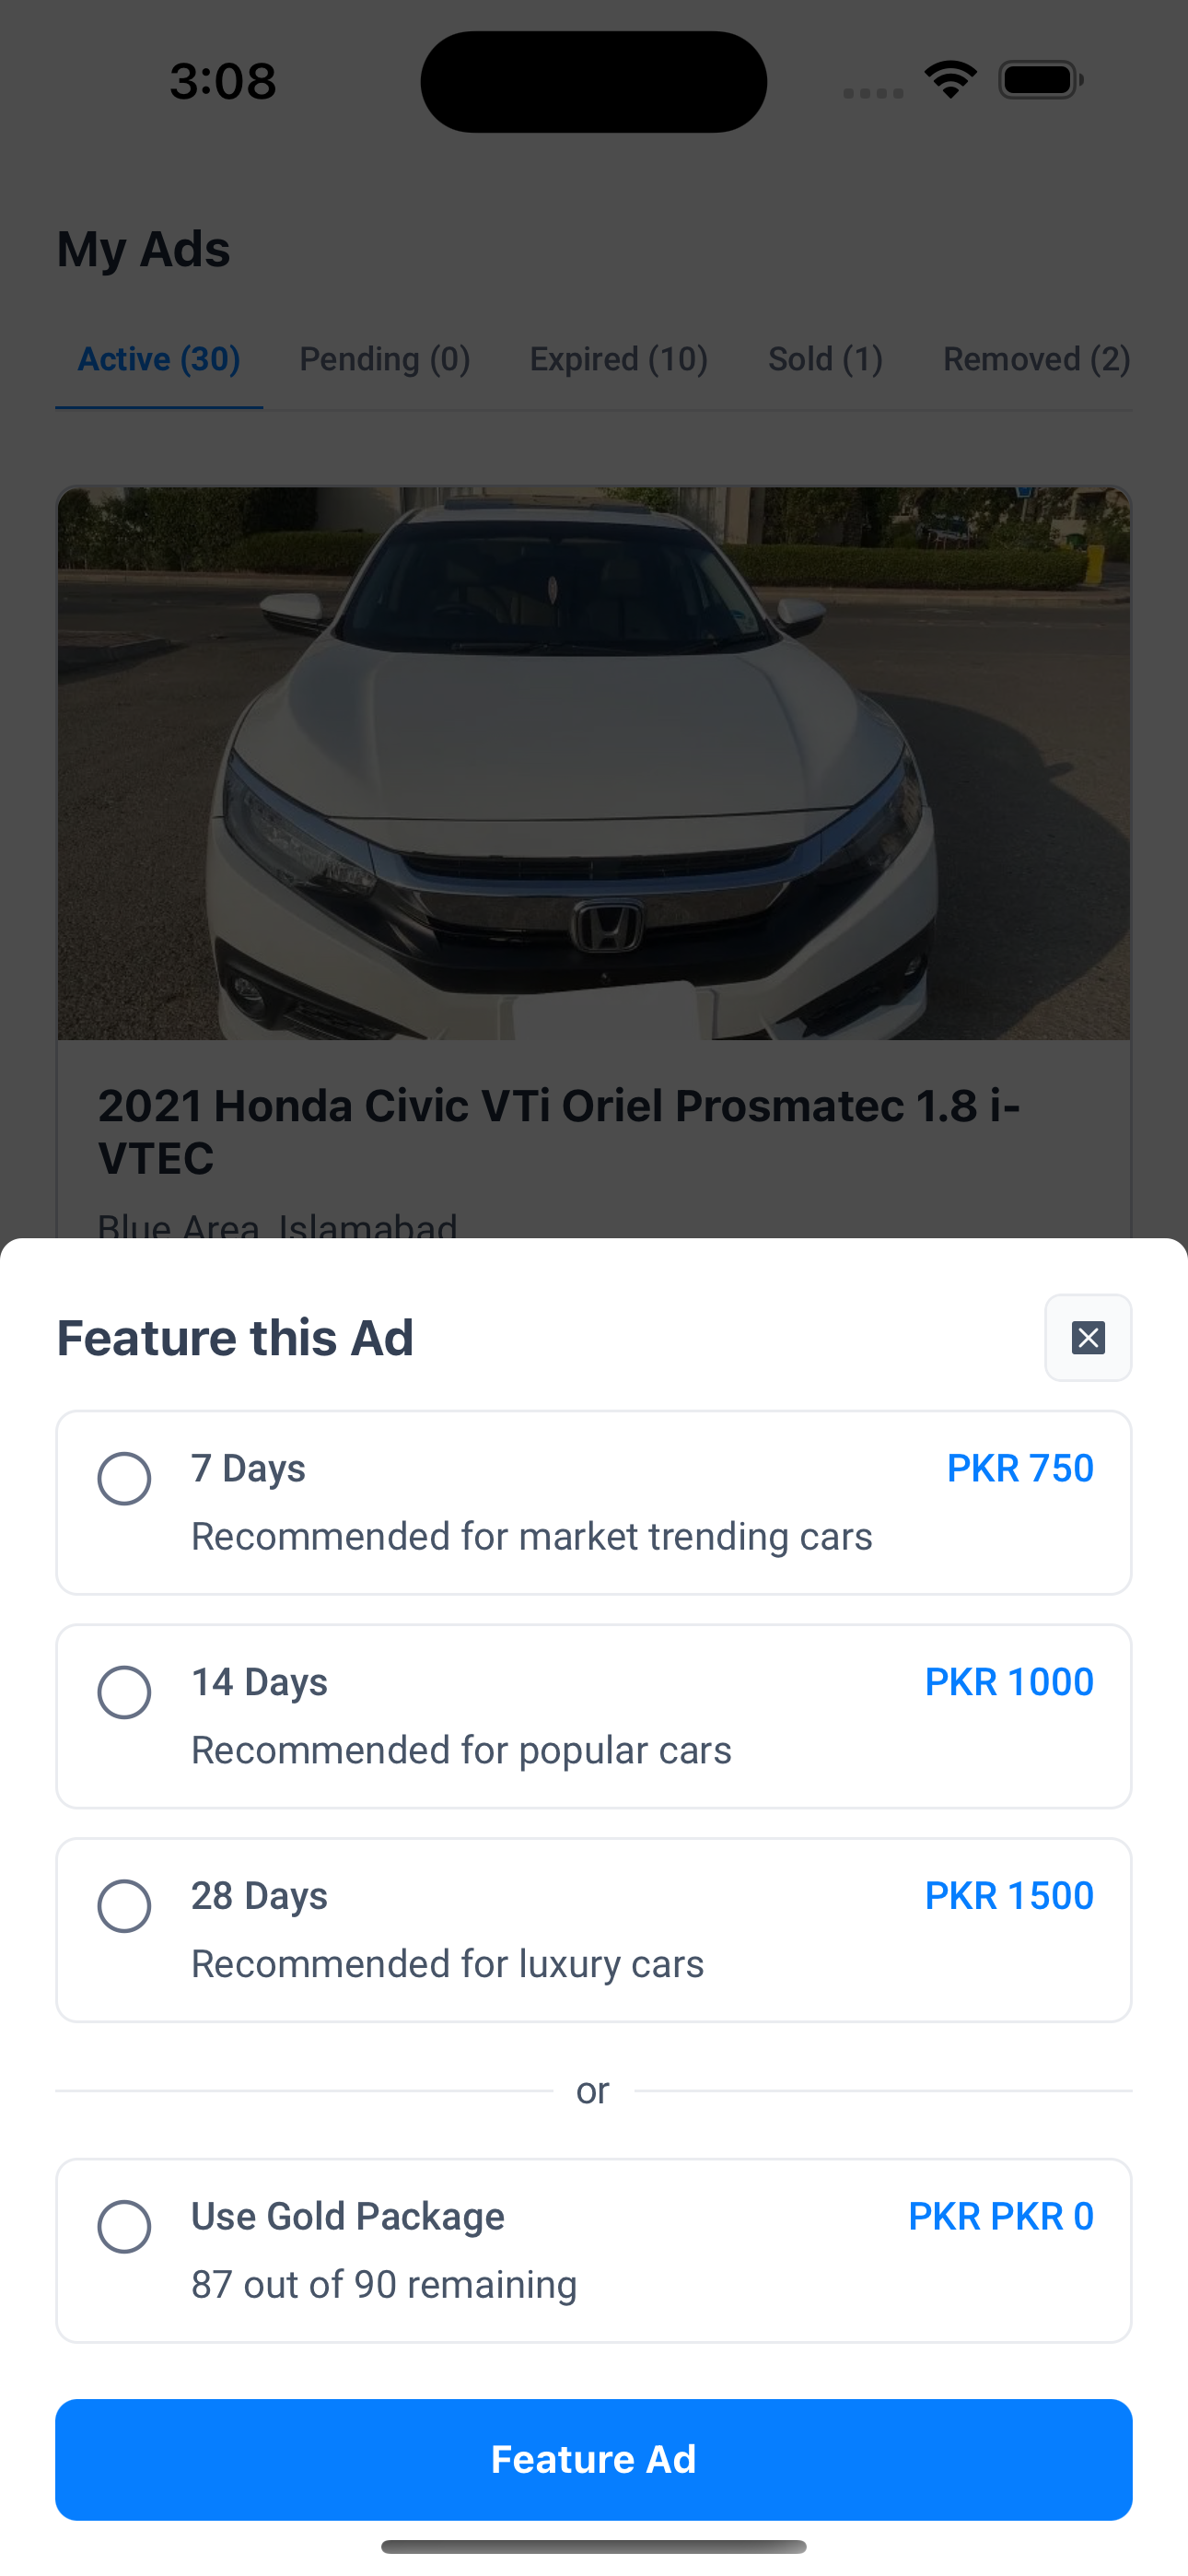 3:08
My Ads
Active (30) Pending (0) Expired (10) Sold (1) Removed (2)
2021 Honda Civic VTi Oriel Prosmatec 1.8 i-
VTEC
Blue Area, Islamabad
Feature this Ad
7 Days PKR 750
Recommended for market trending cars
14 Days PKR 1000
Recommended for popular cars
28 Days PKR 1500
Recommended for luxury cars
or
Use Gold Package PKR PKR 0
87 out of 90 remaining
Feature Ad